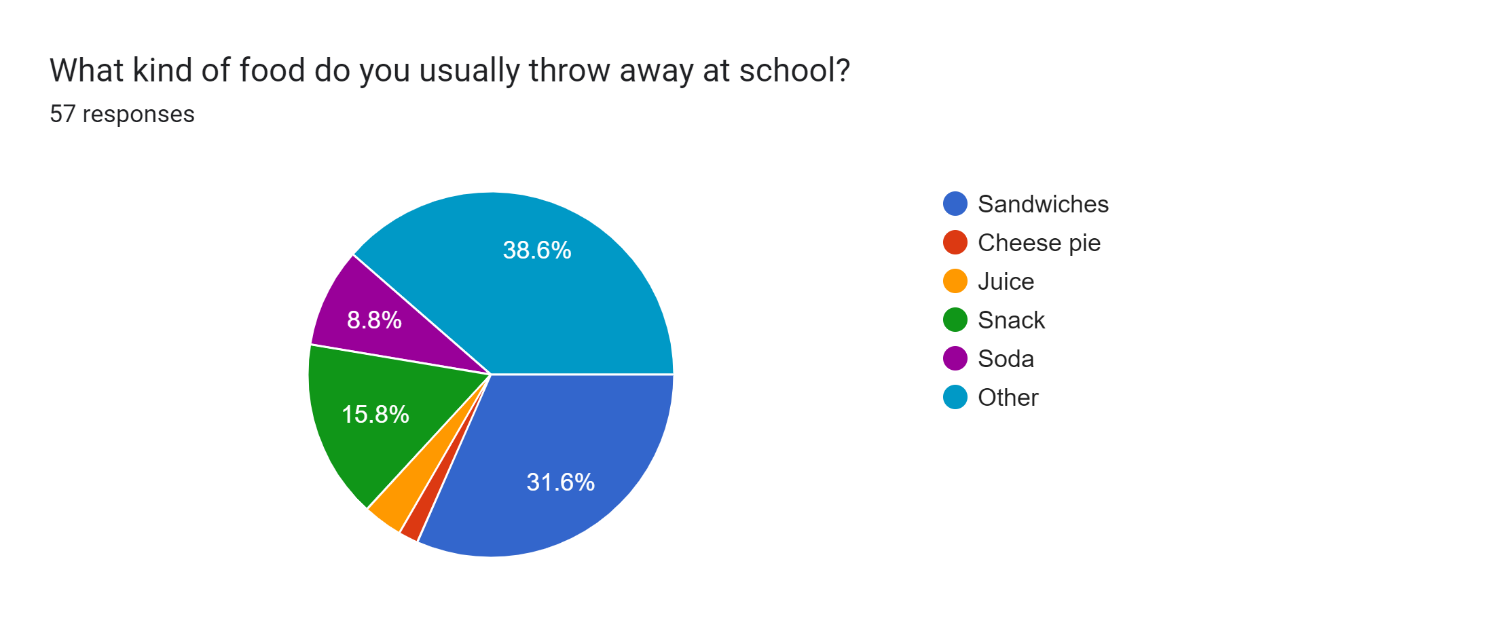 What kind of food do you usually throw away at school?
57 responses
38.6%
8.8%
15.8%
31.6%
Sandwiches
Cheese pie
Juice
Snack
Soda
Other